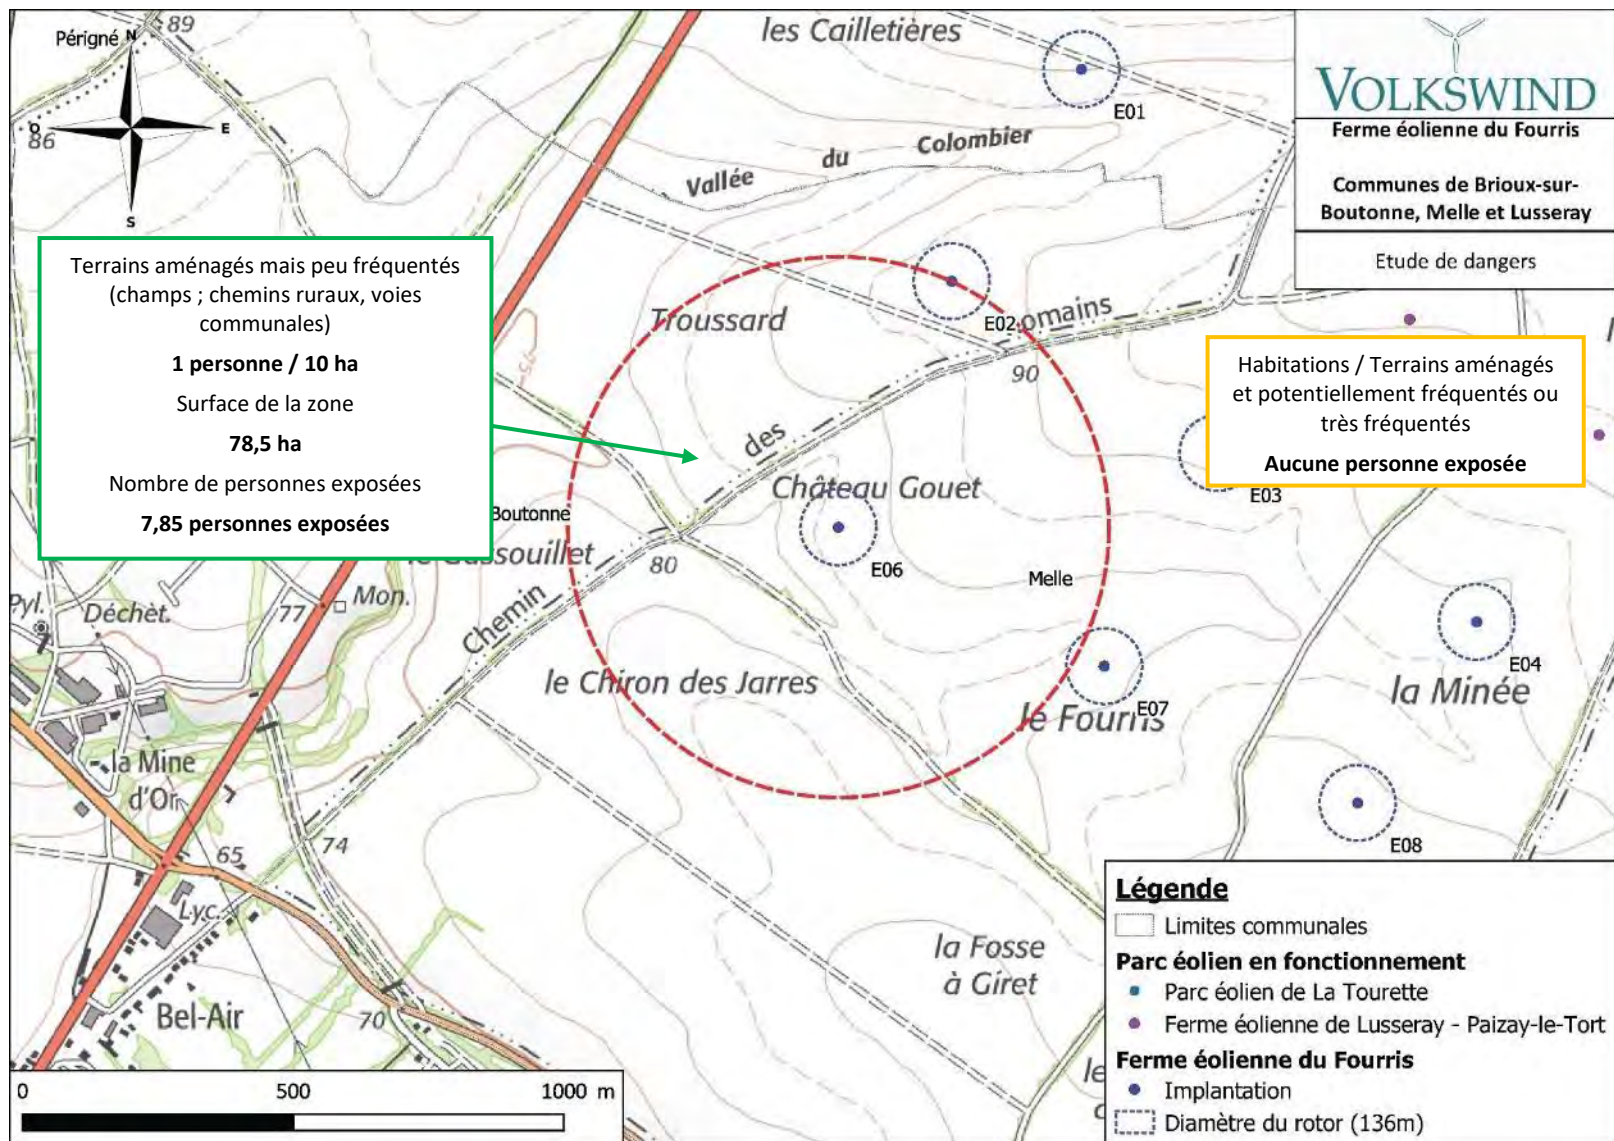 Périgné
N
O
E
S
89
86
les Cailletières
E01
Vallée du Colombier
VOLKSWIND
Ferme éolienne du Fourris
Communes de Brioux-sur-
Boutonne, Melle et Lusseray
Etude de dangers
Terrains aménagés mais peu fréquentés
(champs ; chemins ruraux, voies
communales)
1 personne / 10 ha
Surface de la zone
78,5 ha
Nombre de personnes exposées
7,85 personnes exposées
Troussard
E02
omains
90
Habitations / Terrains aménagés
et potentiellement fréquentés ou
très fréquentés
Aucune personne exposée
E03
des
Château Gouet
Boutonne
80
E06
Melle
Chemin
Pyl.
Déchèt.
77
Mon.
le Chiron des Jarres
E07
le Fourris
E04
la Minée
la Mine
d'Or
74
65
E08
Lyc.
Bel-Air
70
la Fosse
à Giret
le
Légende
Limites communales
Parc éolien en fonctionnement
Parc éolien de La Tourette
Ferme éolienne de Lusseray - Paizay-le-Tort
Ferme éolienne du Fourris
Implantation
Diamètre du rotor (136m)
0 500 1000 m